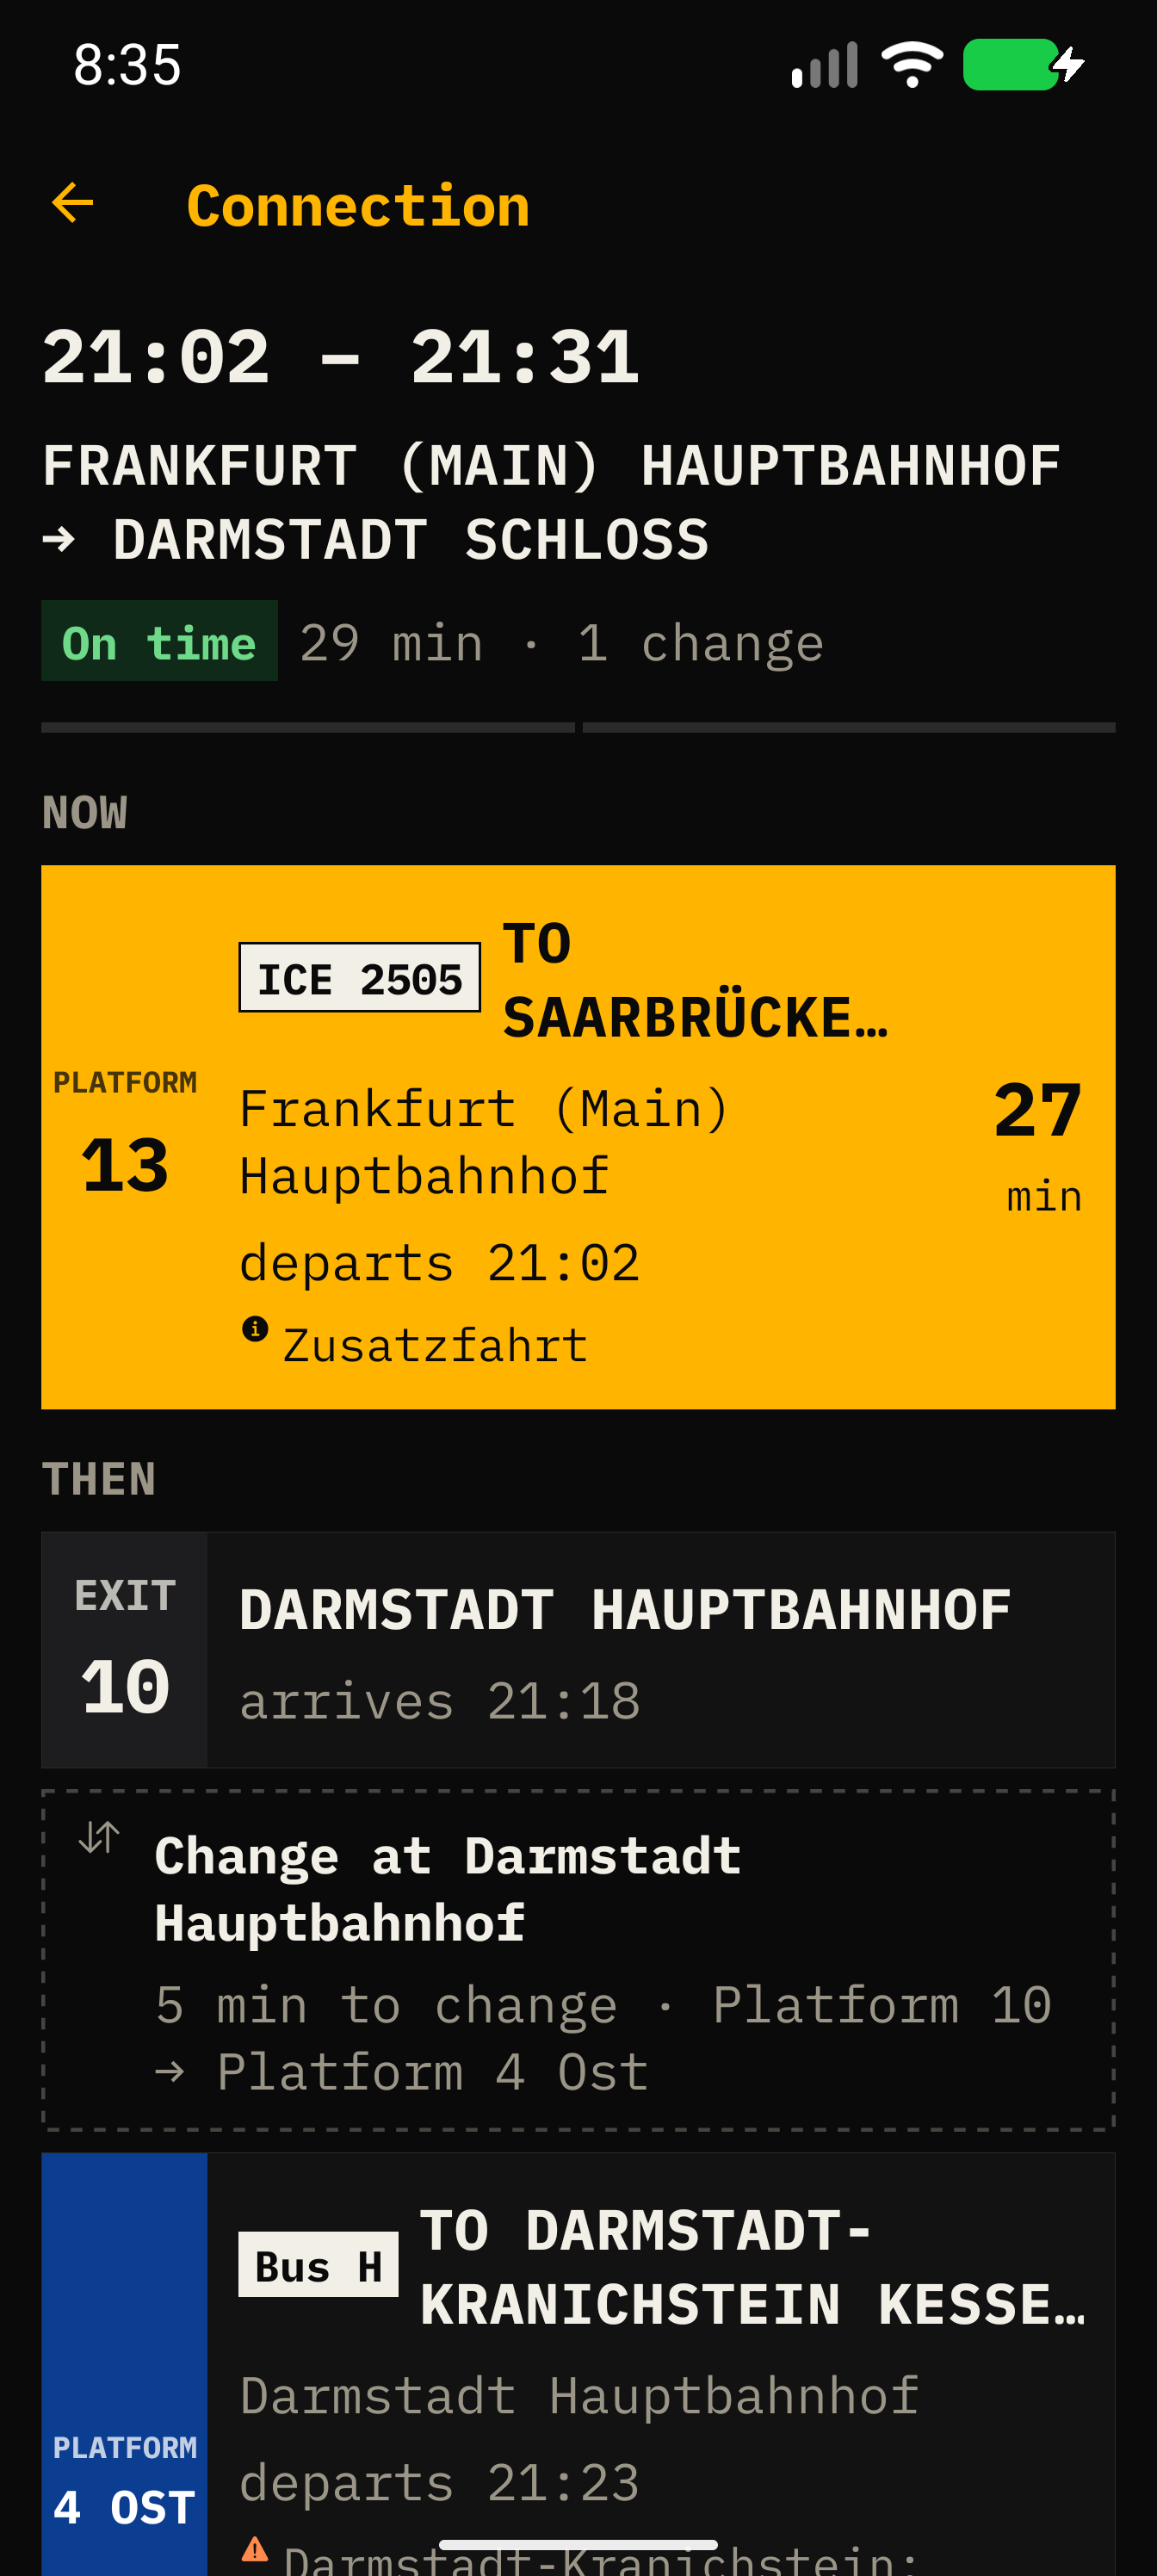 8:35
← Connection
21:02 – 21:31
FRANKFURT (MAIN) HAUPTBAHNHOF
→ DARMSTADT SCHLOSS
On time 29 min · 1 change
NOW
ICE 2505
TO
SAARBRÜCKE…
PLATFORM
13
Frankfurt (Main)
Hauptbahnhof
departs 21:02
Zusatzfahrt
27
min
THEN
EXIT
10
DARMSTADT HAUPTBAHNHOF
arrives 21:18
Change at Darmstadt
Hauptbahnhof
5 min to change · Platform 10
→ Platform 4 Ost
Bus H
TO DARMSTADT-
KRANICHSTEIN KESSE…
Darmstadt Hauptbahnhof
PLATFORM
4 OST
departs 21:23
Darmstadt-Kranichstein: